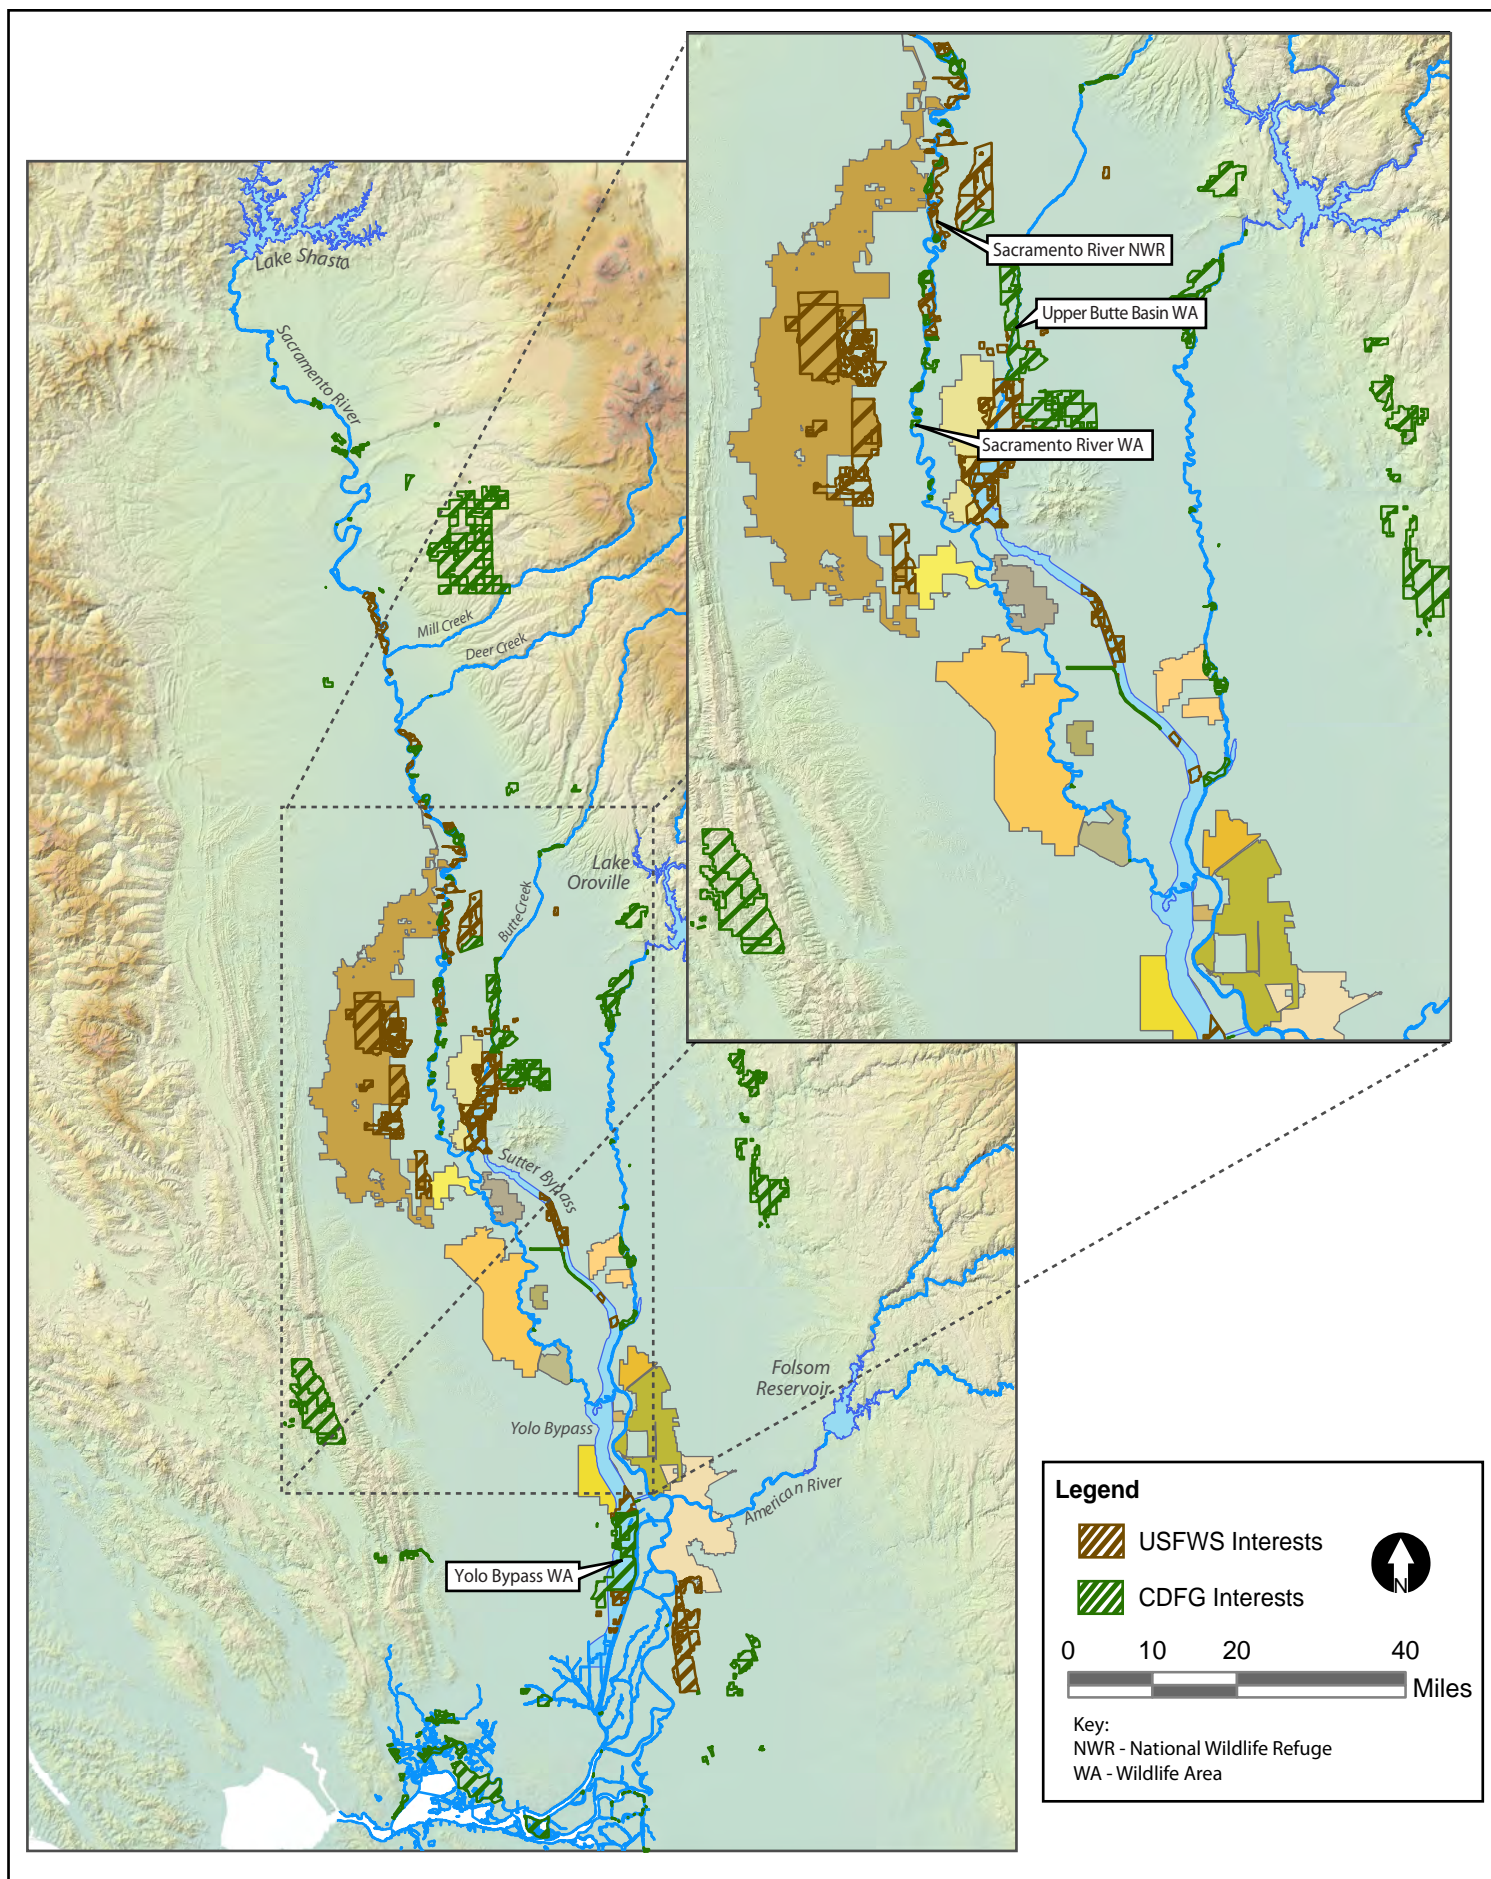 Sacramento River NWR
Upper Butte Basin WA
Sacramento River WA
Lake Shasta
Sacramento River
Mill Creek
Deer Creek
Lake
Oroville
ButteCreek
Sutter Bypass
Folsom
Reservoir
Yolo Bypass
American River
Yolo Bypass WA
Legend
USFWS Interests
CDFG Interests
N
0 10 20 40
Miles
Key:
NWR - National Wildlife Refuge
WA - Wildlife Area